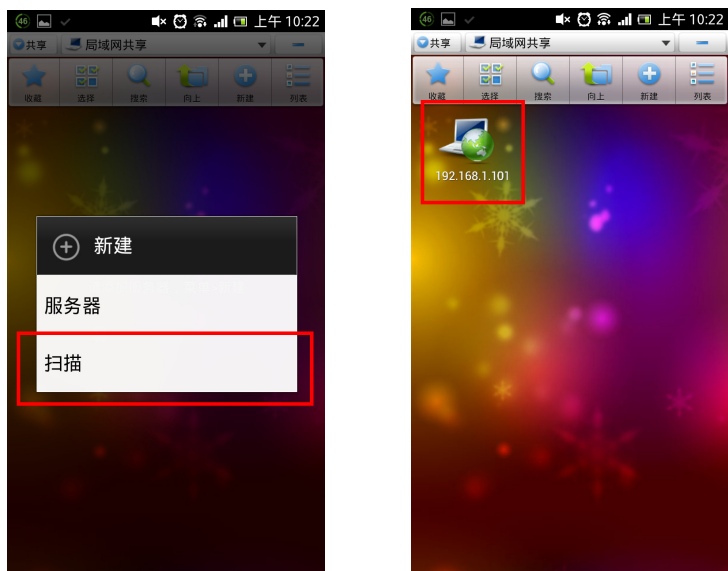 46
上午 10:22
共享
局域网共享
收藏 选择 搜索 向上 新建 列表
新建
服务器
扫描
46
上午 10:22
共享
局域网共享
收藏 选择 搜索 向上 新建 列表
192.168.1.101